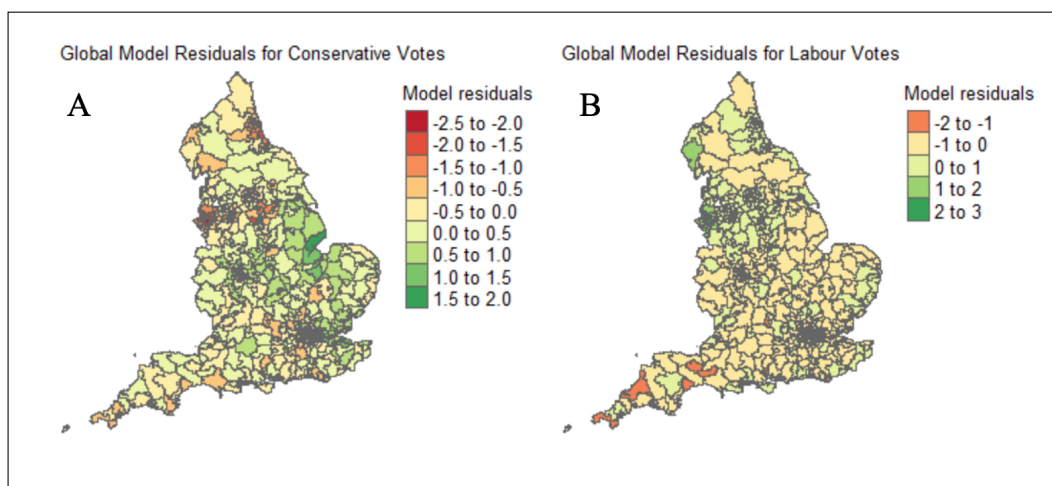 Global Model Residuals for Conservative Votes
A
Model residuals
-2.5 to -2.0
-2.0 to -1.5
-1.5 to -1.0
-1.0 to -0.5
-0.5 to 0.0
0.0 to 0.5
0.5 to 1.0
1.0 to 1.5
1.5 to 2.0
Global Model Residuals for Labour Votes
B
Model residuals
-2 to -1
-1 to 0
0 to 1
1 to 2
2 to 3